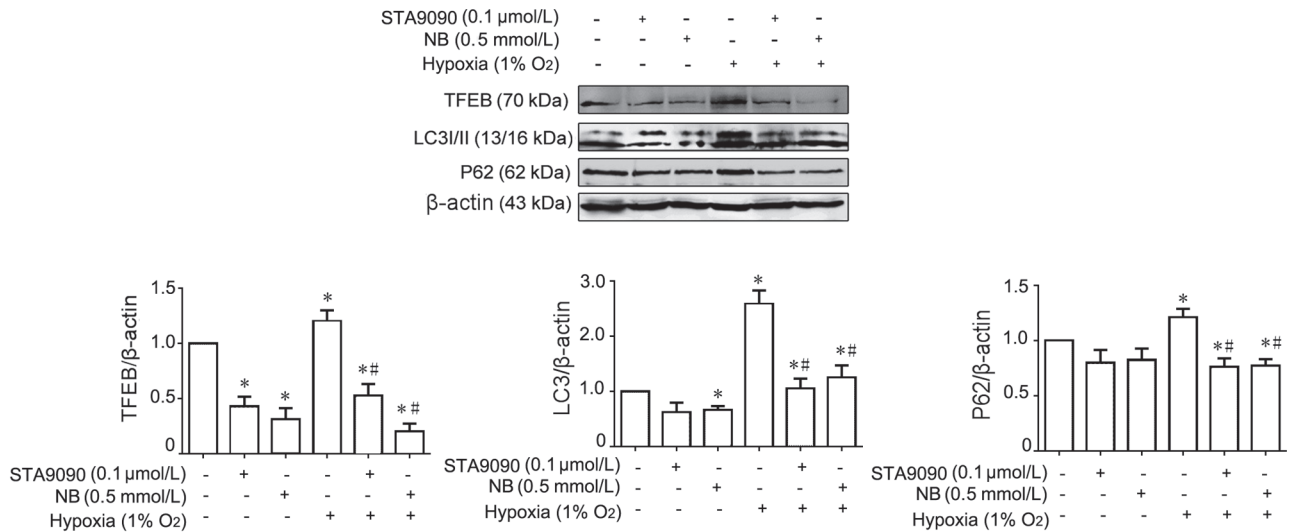 STA9090 (0.1 μmol/L) - + - - + -
NB (0.5 mmol/L) - - + - - +
Hypoxia (1% O2) - - - + + +
TFEB (70 kDa)
LC3I/II (13/16 kDa)
P62 (62 kDa)
β-actin (43 kDa)
TFEB/β-actin
1.5
1.0
0.5
0
* * * *# *#
STA9090 (0.1 μmol/L) - + - - + -
NB (0.5 mmol/L) - - + - - +
Hypoxia (1% O2) - - - + + +
LC3/β-actin
3.0
2.0
1.0
0
* * *# *#
STA9090 (0.1 μmol/L) - + - - + -
NB (0.5 mmol/L) - - + - - +
Hypoxia (1% O2) - - - + + +
P62/β-actin
1.5
1.0
0.5
0
* *# *#
STA9090 (0.1 μmol/L) - + - - + -
NB (0.5 mmol/L) - - + - - +
Hypoxia (1% O2) - - - + + +